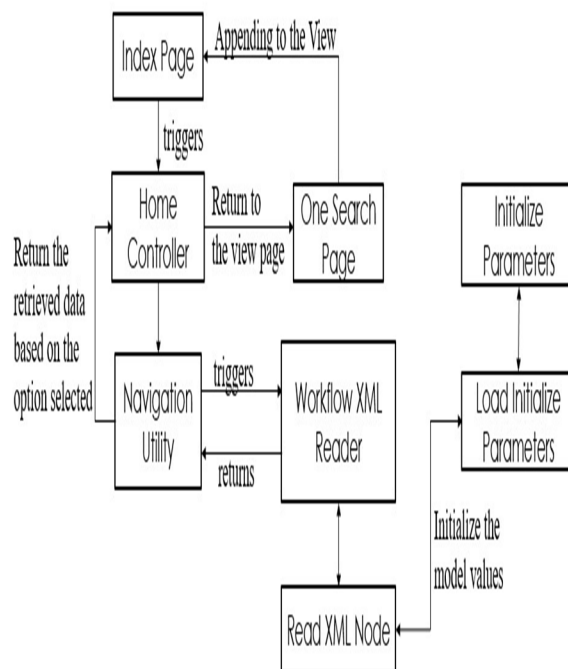 Appending to the View
Index Page
triggers
Home
Controller
Return to
the view page
One Search
Page
Initialize
Parameters
Return the
retrieved data
based on the
option selected
Navigation
Utility
triggers
returns
Workflow XML
Reader
Load Initialize
Parameters
Initialize the
model values
Read XML Node